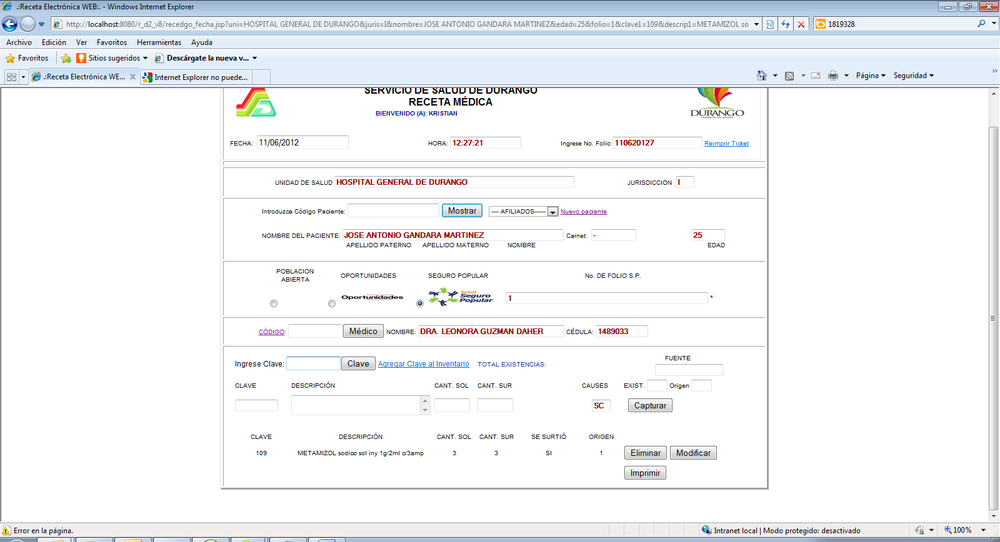 .:Receta Electrónica WEB:. - Windows Internet Explorer
http://localhost:8080/r_d2_v8/recedgo_fecha.jsp?uni=HOSPITAL GENERAL DE DURANGO&juris=I&nombre=JOSE ANTONIO GANDARA MARTINEZ&edad=25&folio=1&clave1=109&descrip1=METAMIZOL so
1819328
Archivo Edición Ver Favoritos Herramientas Ayuda
Favoritos Sitios sugeridos Descárgate la nueva v...
.:Receta Electrónica WE... Internet Explorer no puede...
Página Seguridad »
SERVICIO DE SALUD DE DURANGO
RECETA MÉDICA
BIENVENIDO (A): KRISTIAN
DURANGO
FECHA: 11/06/2012 HORA: 12:27:21 Ingrese No. Folio 110620127 Reimprir Ticket
UNIDAD DE SALUD HOSPITAL GENERAL DE DURANGO JURISDICCION I
Introduzca Código Paciente: Mostrar ---- AFILIADOS------ Nuevo paciente
NOMBRE DEL PACIENTE: JOSE ANTONIO GANDARA MARTINEZ Carnet: - 25
APELLIDO PATERNO APELLIDO MATERNO NOMBRE EDAD
POBLACION ABIERTA OPORTUNIDADES SEGURO POPULAR No. DE FOLIO S.P.
Oportunidades Salud Seguro Popular 1 *
CÓDIGO: Médico NOMBRE: DRA. LEONORA GUZMAN DAHER CÉDULA: 1489033
FUENTE
Ingrese Clave: Clave Agregar Clave al Inventario TOTAL EXISTENCIAS:
CLAVE DESCRIPCIÓN CANT. SOL CANT. SUR CAUSES EXIST. Origen
SC Capturar
CLAVE DESCRIPCIÓN CANT. SOL CANT. SUR SE SURTIÓ ORIGEN
109 METAMIZOL sodico sol iny 1g/2ml c/3amp 3 3 SI 1 Eliminar Modificar
Imprimir
Error en la página. Intranet local | Modo protegido: desactivado 100%